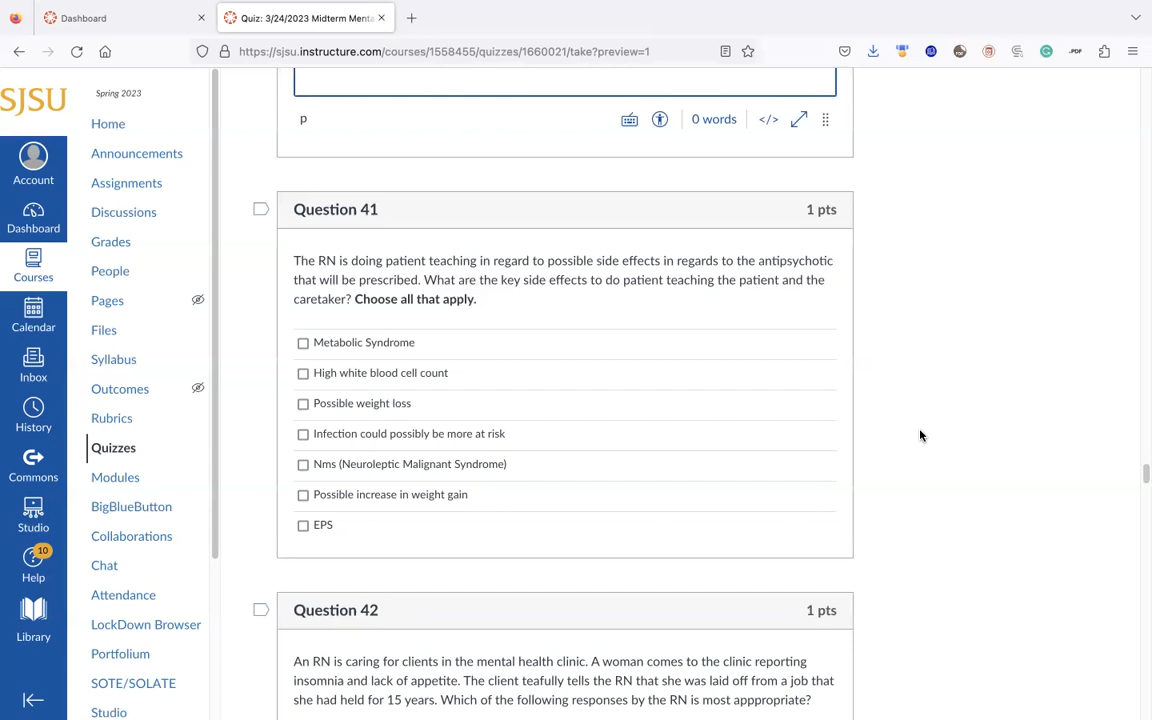 Dashboard
Quiz: 3/24/2023 Midterm Menta
https://sjsu.instructure.com/courses/1558455/quizzes/1660021/take?preview=1
.PDF
SJSU
Account
Dashboard
Courses
Calendar
Inbox
History
Commons
Studio
10
Help
Library
Spring 2023
Home
Announcements
Assignments
Discussions
Grades
People
Pages
Files
Syllabus
Outcomes
Rubrics
Quizzes
Modules
BigBlueButton
Collaborations
Chat
Attendance
LockDown Browser
Portfolium
SOTE/SOLATE
Studio
p
0 words
</>
Question 41
1 pts
The RN is doing patient teaching in regard to possible side effects in regards to the antipsychotic
that will be prescribed. What are the key side effects to do patient teaching the patient and the
caretaker? Choose all that apply.
Metabolic Syndrome
High white blood cell count
Possible weight loss
Infection could possibly be more at risk
Nms (Neuroleptic Malignant Syndrome)
Possible increase in weight gain
EPS
Question 42
1 pts
An RN is caring for clients in the mental health clinic. A woman comes to the clinic reporting
insomnia and lack of appetite. The client teafully tells the RN that she was laid off from a job that
she had held for 15 years. Which of the following responses by the RN is most apppropriate?